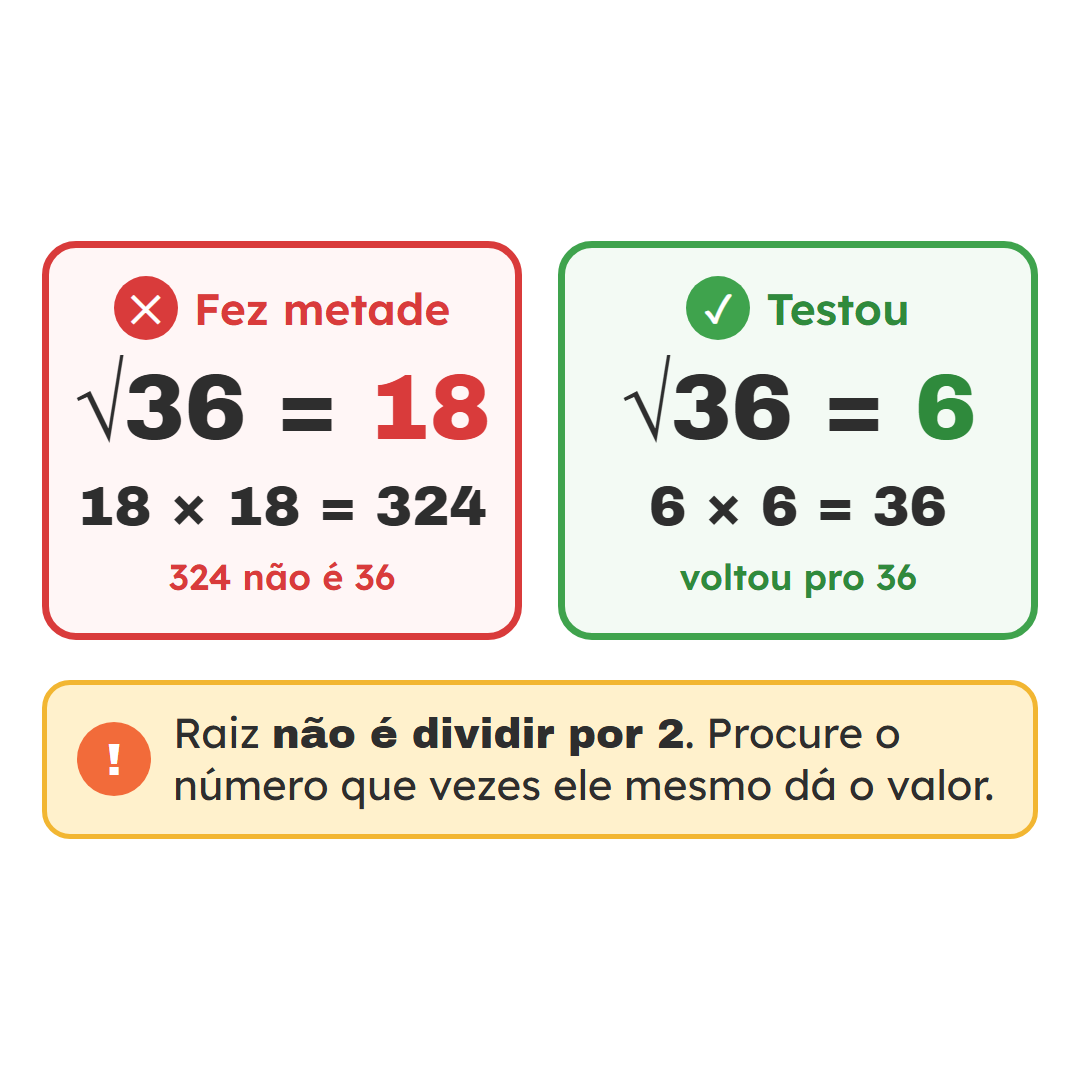 × Fez metade
√36 = 18
18 × 18 = 324
324 não é 36
✓ Testou
√36 = 6
6 × 6 = 36
voltou pro 36
! Raiz não é dividir por 2. Procure o
número que vezes ele mesmo dá o valor.